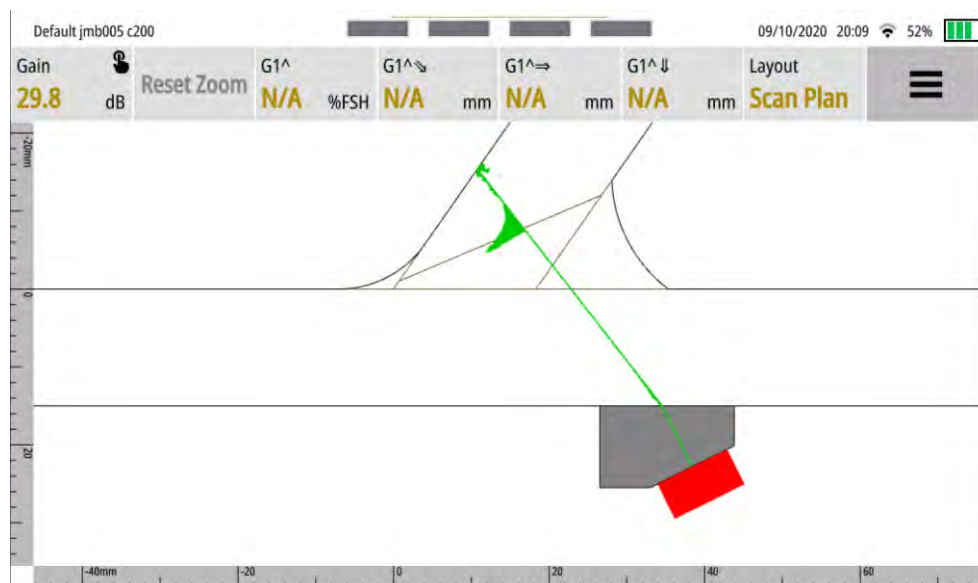 Default jmb005 c200
09/10/2020 20:09 52%
Gain
29.8 dB
Reset Zoom
G1^
N/A %FSH
G1^⇘
N/A mm
G1^⇒
N/A mm
G1^⇓
N/A mm
Layout
Scan Plan
-20mm
0
20
-40mm
-20
0
20
40
60